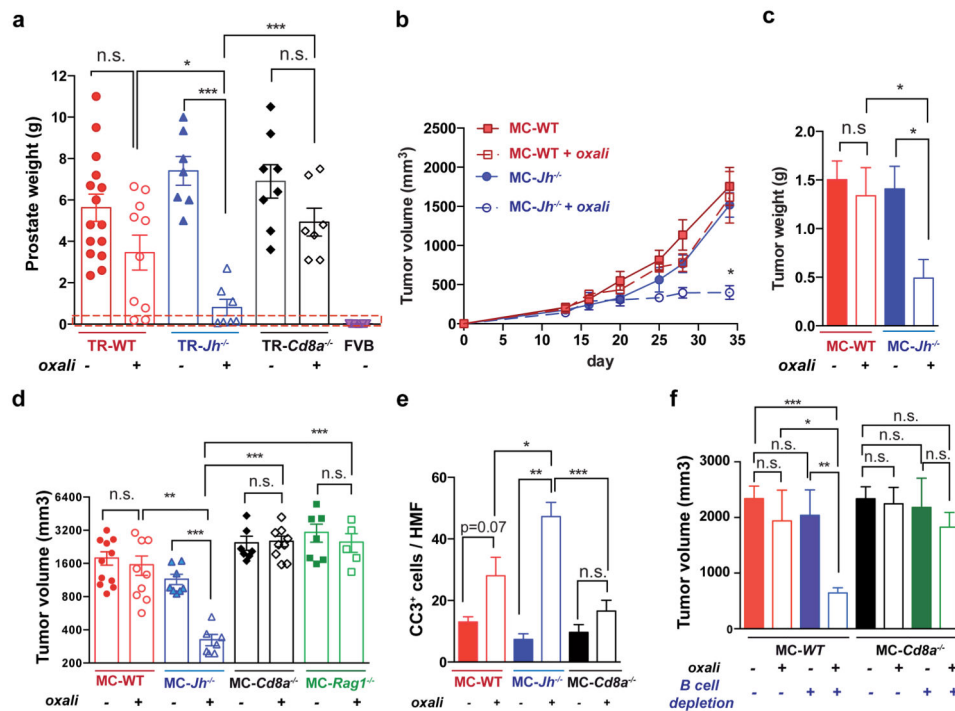 a
n.s.
*
***
***
n.s.
Prostate weight (g)
12
10
8
6
4
2
0
TR-WT
TR-Jh-/-
TR-Cd8a-/-
FVB
oxali
- + - + - + -
b
Tumor volume (mm3)
2500
2000
1500
1000
500
0
MC-WT
MC-WT + oxali
MC-Jh-/-
MC-Jh-/- + oxali
*
0 5 10 15 20 25 30 35
day
c
*
n.s
*
Tumor weight (g)
2.0
1.5
1.0
0.5
0.0
MC-WT
MC-Jh-/-
oxali
- + - +
d
***
***
n.s.
**
n.s.
n.s.
***
Tumor volume (mm3)
6400
3200
1600
800
400
200
MC-WT
MC-Jh-/-
MC-Cd8a-/-
MC-Rag1-/-
oxali
- + - + - + - +
e
*
**
***
p=0.07
n.s.
CC3+ cells / HMF
60
40
20
0
MC-WT
MC-Jh-/-
MC-Cd8a-/-
oxali
- + - + - +
f
***
n.s.
*
n.s.
n.s.
n.s.
**
n.s.
n.s.
Tumor volume (mm3)
3000
2000
1000
0
MC-WT
MC-Cd8a-/-
oxali
- + - + - + - +
B cell
depletion
- - + + - - + +